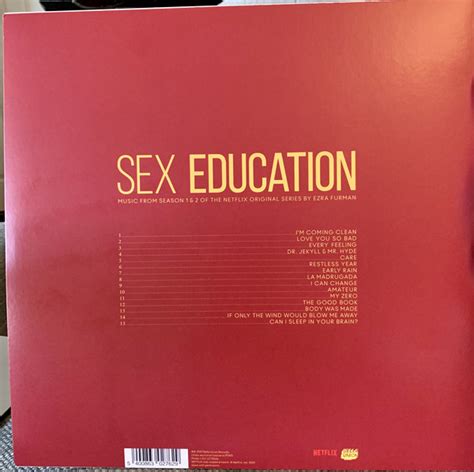 SEX EDUCATION
MUSIC FROM SEASON 1 & 2 OF THE NETFLIX ORIGINAL SERIES BY EZRA FURMAN
1 I'M COMING CLEAN
2 LOVE YOU SO BAD
3 EVERY FEELING
4 DR. JEKYLL & MR. HYDE
5 CARE
6 RESTLESS YEAR
7 EARLY RAIN
8 LA MADRUGADA
9 I CAN CHANGE
10 AMATEUR
11 MY ZERO
12 THE GOOD BOOK
13 BODY WAS MADE
14 IF ONLY THE WIND WOULD BLOW ME AWAY
15 CAN I SLEEP IN YOUR BRAIN?
5 400863 027629
NETFLIX